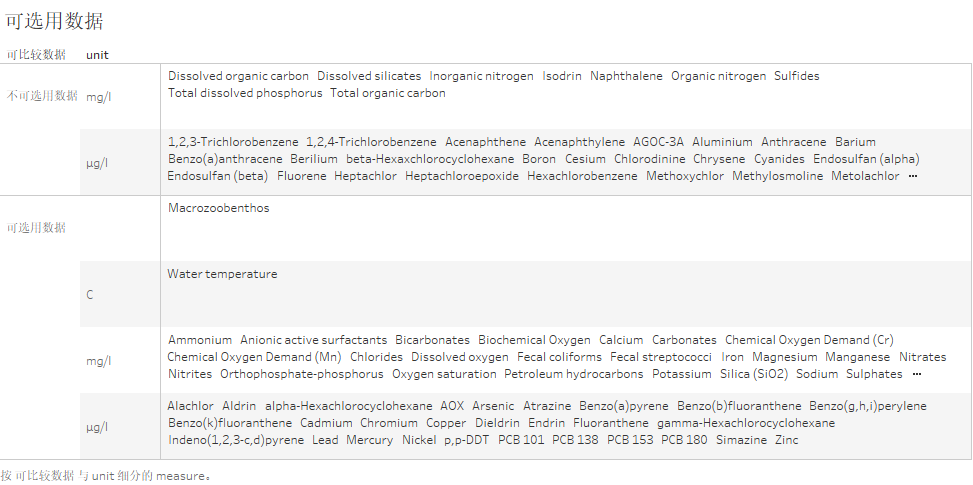 可选用数据
可比较数据 unit
不可选用数据 mg/l Dissolved organic carbon Dissolved silicates Inorganic nitrogen Isodrin Naphthalene Organic nitrogen Sulfides
Total dissolved phosphorus Total organic carbon
µg/l 1,2,3-Trichlorobenzene 1,2,4-Trichlorobenzene Acenaphthene Acenaphthylene AGOC-3A Aluminium Anthracene Barium
Benzo(a)anthracene Berilium beta-Hexaxchlorocyclohexane Boron Cesium Chlorodinine Chrysene Cyanides Endosulfan (alpha)
Endosulfan (beta) Fluorene Heptachlor Heptachloroepoxide Hexachlorobenzene Methoxychlor Methylosmoline Metolachlor ···
可选用数据 Macrozoobenthos
C Water temperature
mg/l Ammonium Anionic active surfactants Bicarbonates Biochemical Oxygen Calcium Carbonates Chemical Oxygen Demand (Cr)
Chemical Oxygen Demand (Mn) Chlorides Dissolved oxygen Fecal coliforms Fecal streptococci Iron Magnesium Manganese Nitrates
Nitrites Orthophosphate-phosphorus Oxygen saturation Petroleum hydrocarbons Potassium Silica (SiO2) Sodium Sulphates ···
µg/l Alachlor Aldrin alpha-Hexachlorocyclohexane AOX Arsenic Atrazine Benzo(a)pyrene Benzo(b)fluoranthene Benzo(g,h,i)perylene
Benzo(k)fluoranthene Cadmium Chromium Copper Dieldrin Endrin Fluoranthene gamma-Hexachlorocyclohexane
Indeno(1,2,3-c,d)pyrene Lead Mercury Nickel p,p-DDT PCB 101 PCB 138 PCB 153 PCB 180 Simazine Zinc
按 可比较数据 与 unit 细分的 measure。